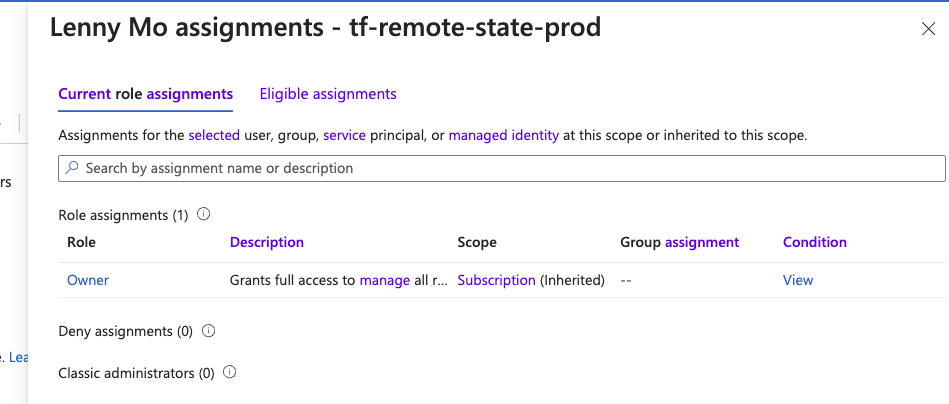 Lenny Mo assignments - tf-remote-state-prod
Current role assignments
Eligible assignments
Assignments for the selected user, group, service principal, or managed identity at this scope or inherited to this scope.
rs
Search by assignment name or description
Role assignments (1)
Role Description Scope Group assignment Condition
Owner Grants full access to manage all r... Subscription (Inherited) -- View
Deny assignments (0)
. Lea
Classic administrators (0)